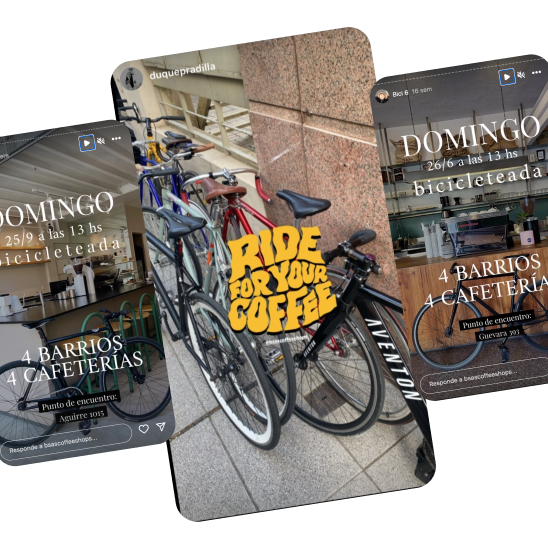 DOMINGO
25/9 a las 13 hs
bicicleteada
4 BARRIOS
4 CAFETERÍAS
Punto de encuentro:
Aguirre 1015
Responde a bsascoffeeshops...
duquepradilla
RIDE
FOR YOUR
COFFEE
AVENTON
Bici 6 16 sem
DOMINGO
26/6 a las 13 hs
bicicleteada
4 BARRIOS
4 CAFETERÍAS
Punto de encuentro:
Guevara 393
Responde a bsascoffeeshops...